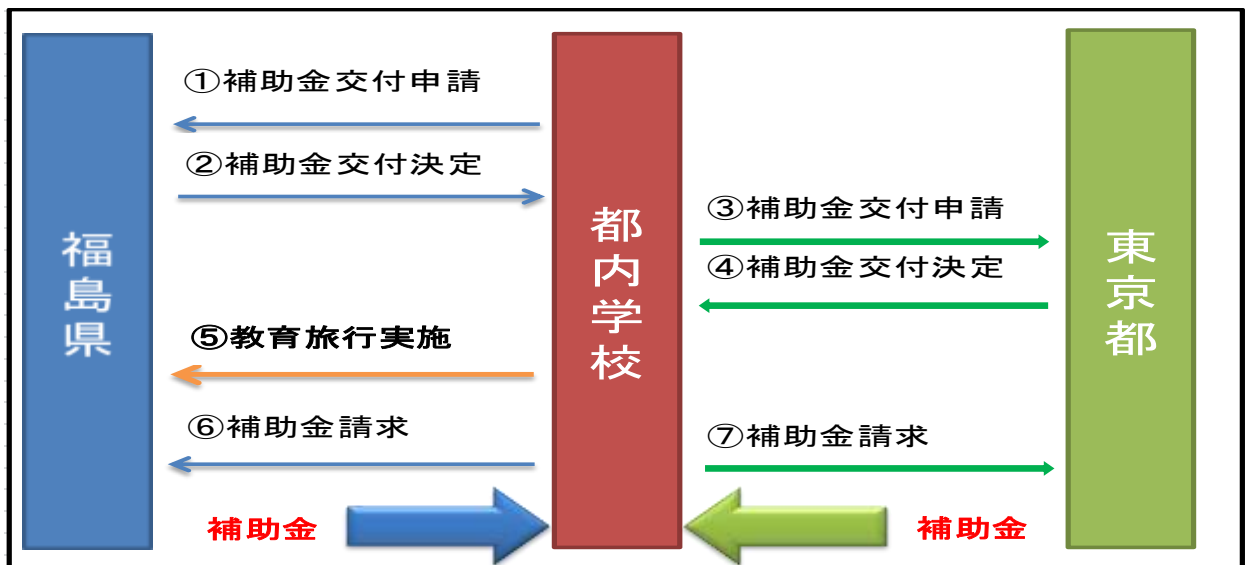 福島県
①補助金交付申請
②補助金交付決定
⑤教育旅行実施
⑥補助金請求
補助金
都内学校
③補助金交付申請
④補助金交付決定
⑦補助金請求
補助金
東京都